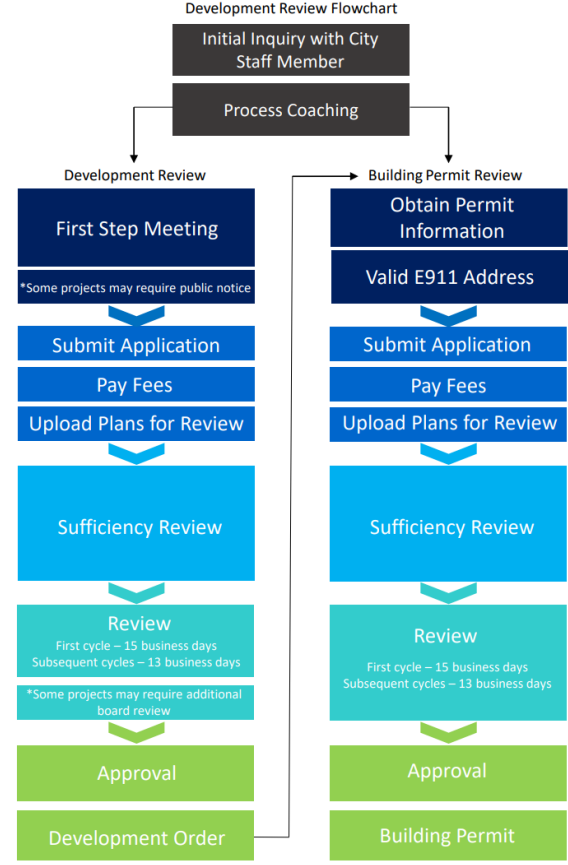 Development Review Flowchart
Initial Inquiry with City
Staff Member
Process Coaching
Development Review
First Step Meeting
*Some projects may require public notice
Submit Application
Pay Fees
Upload Plans for Review
Sufficiency Review
Review
First cycle – 15 business days
Subsequent cycles – 13 business days
*Some projects may require additional
board review
Approval
Development Order
Building Permit Review
Obtain Permit
Information
Valid E911 Address
Submit Application
Pay Fees
Upload Plans for Review
Sufficiency Review
Review
First cycle – 15 business days
Subsequent cycles – 13 business days
Approval
Building Permit